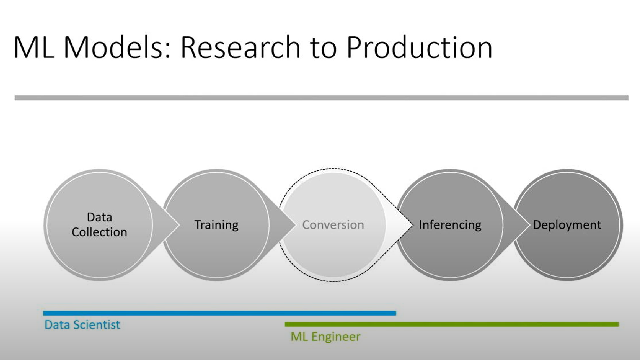 ML Models: Research to Production
Data
Collection
Training
Conversion
Inferencing
Deployment
Data Scientist
ML Engineer